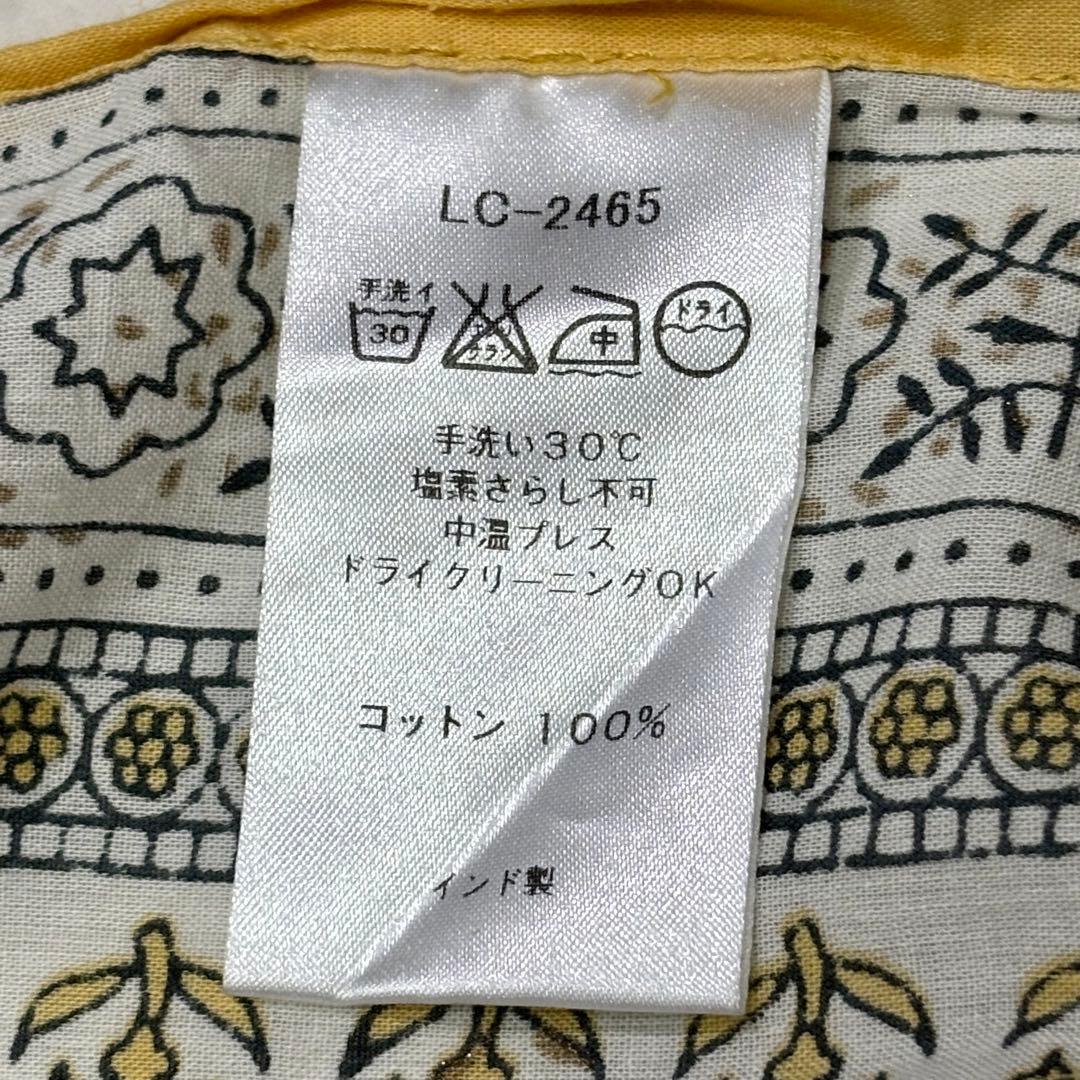 LC-2465
手洗イ
30
中
ドライ
手洗い30℃
塩素さらし不可
中温プレス
ドライクリーニングOK
コットン 100%
インド製